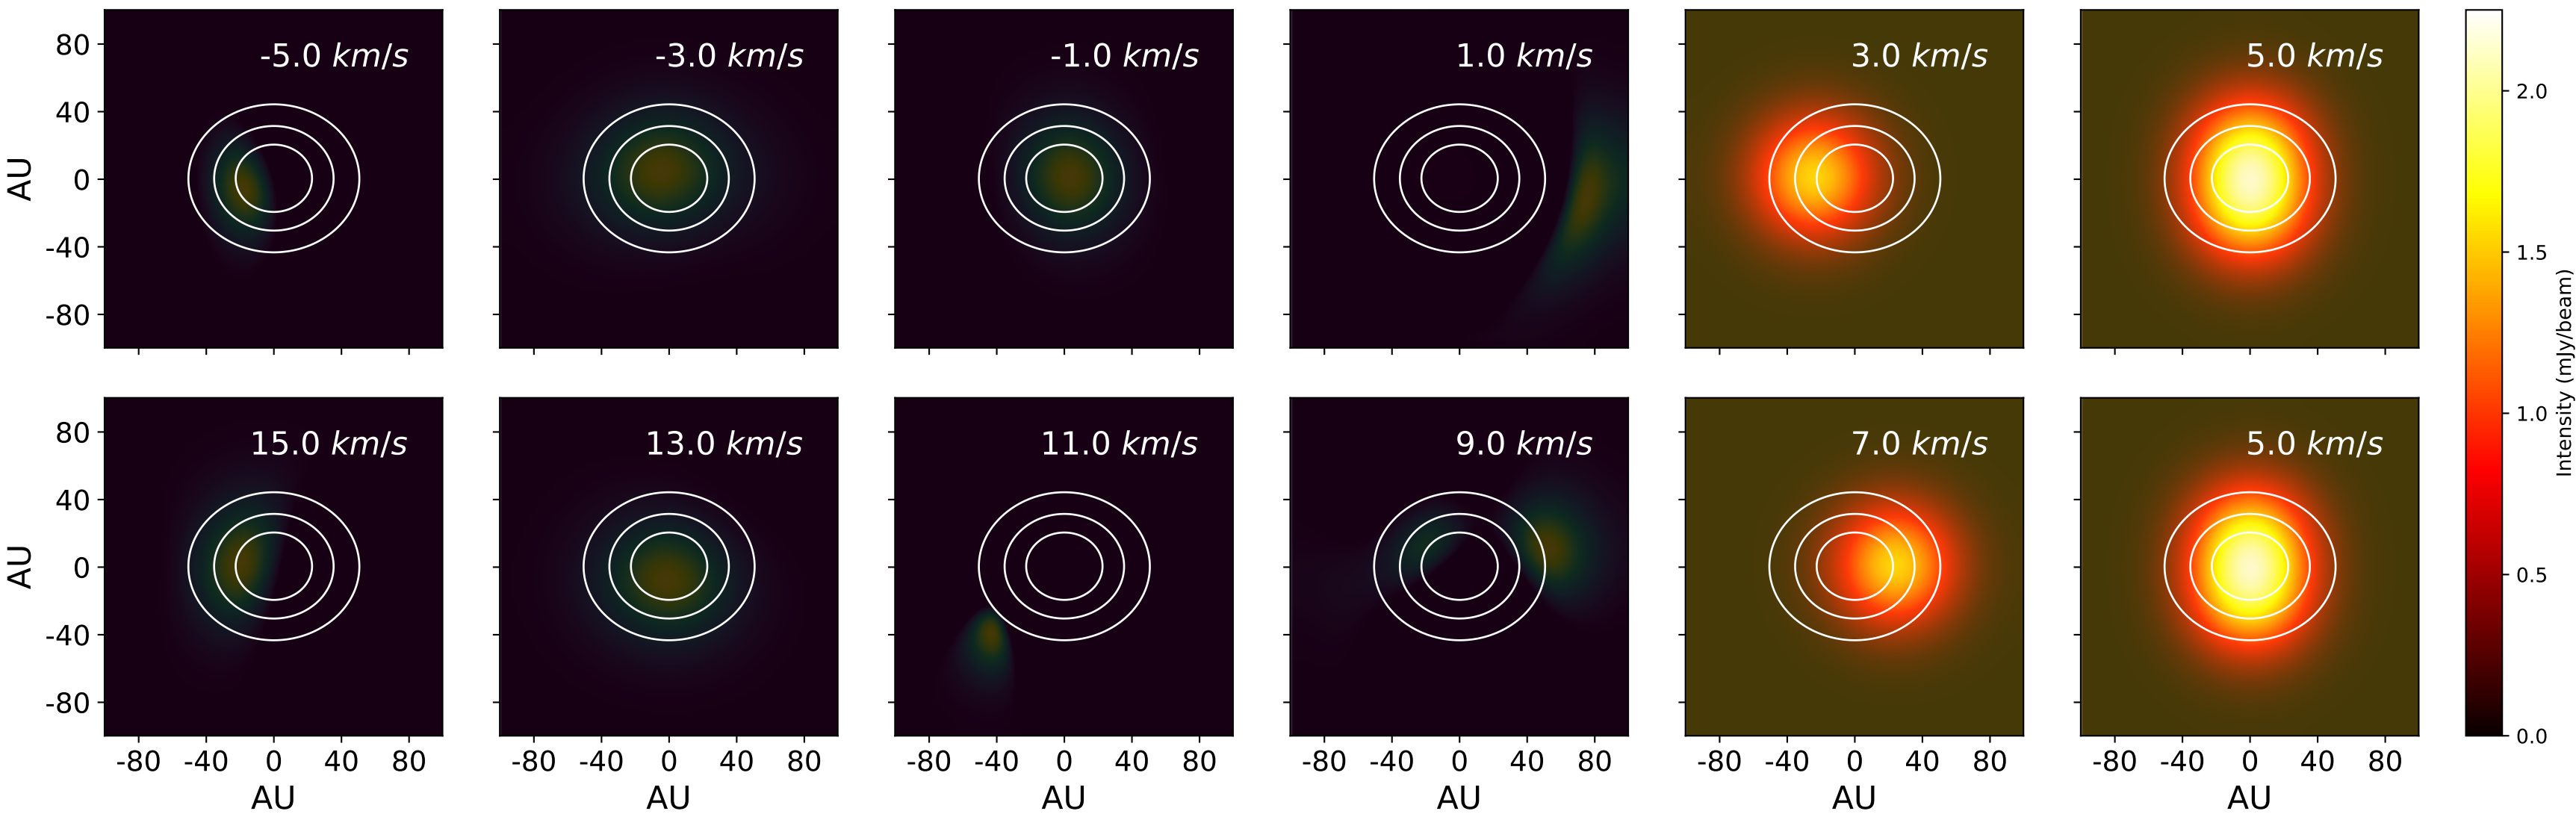 -5.0 km/s
-3.0 km/s
-1.0 km/s
1.0 km/s
3.0 km/s
5.0 km/s
80
40
0
-40
-80
AU
15.0 km/s
13.0 km/s
11.0 km/s
9.0 km/s
7.0 km/s
5.0 km/s
80
40
0
-40
-80
AU
-80 -40 0 40 80
-80 -40 0 40 80
-80 -40 0 40 80
-80 -40 0 40 80
-80 -40 0 40 80
-80 -40 0 40 80
AU
AU
AU
AU
AU
AU
2.0
1.5
1.0
0.5
0.0
Intensity (mJy/beam)